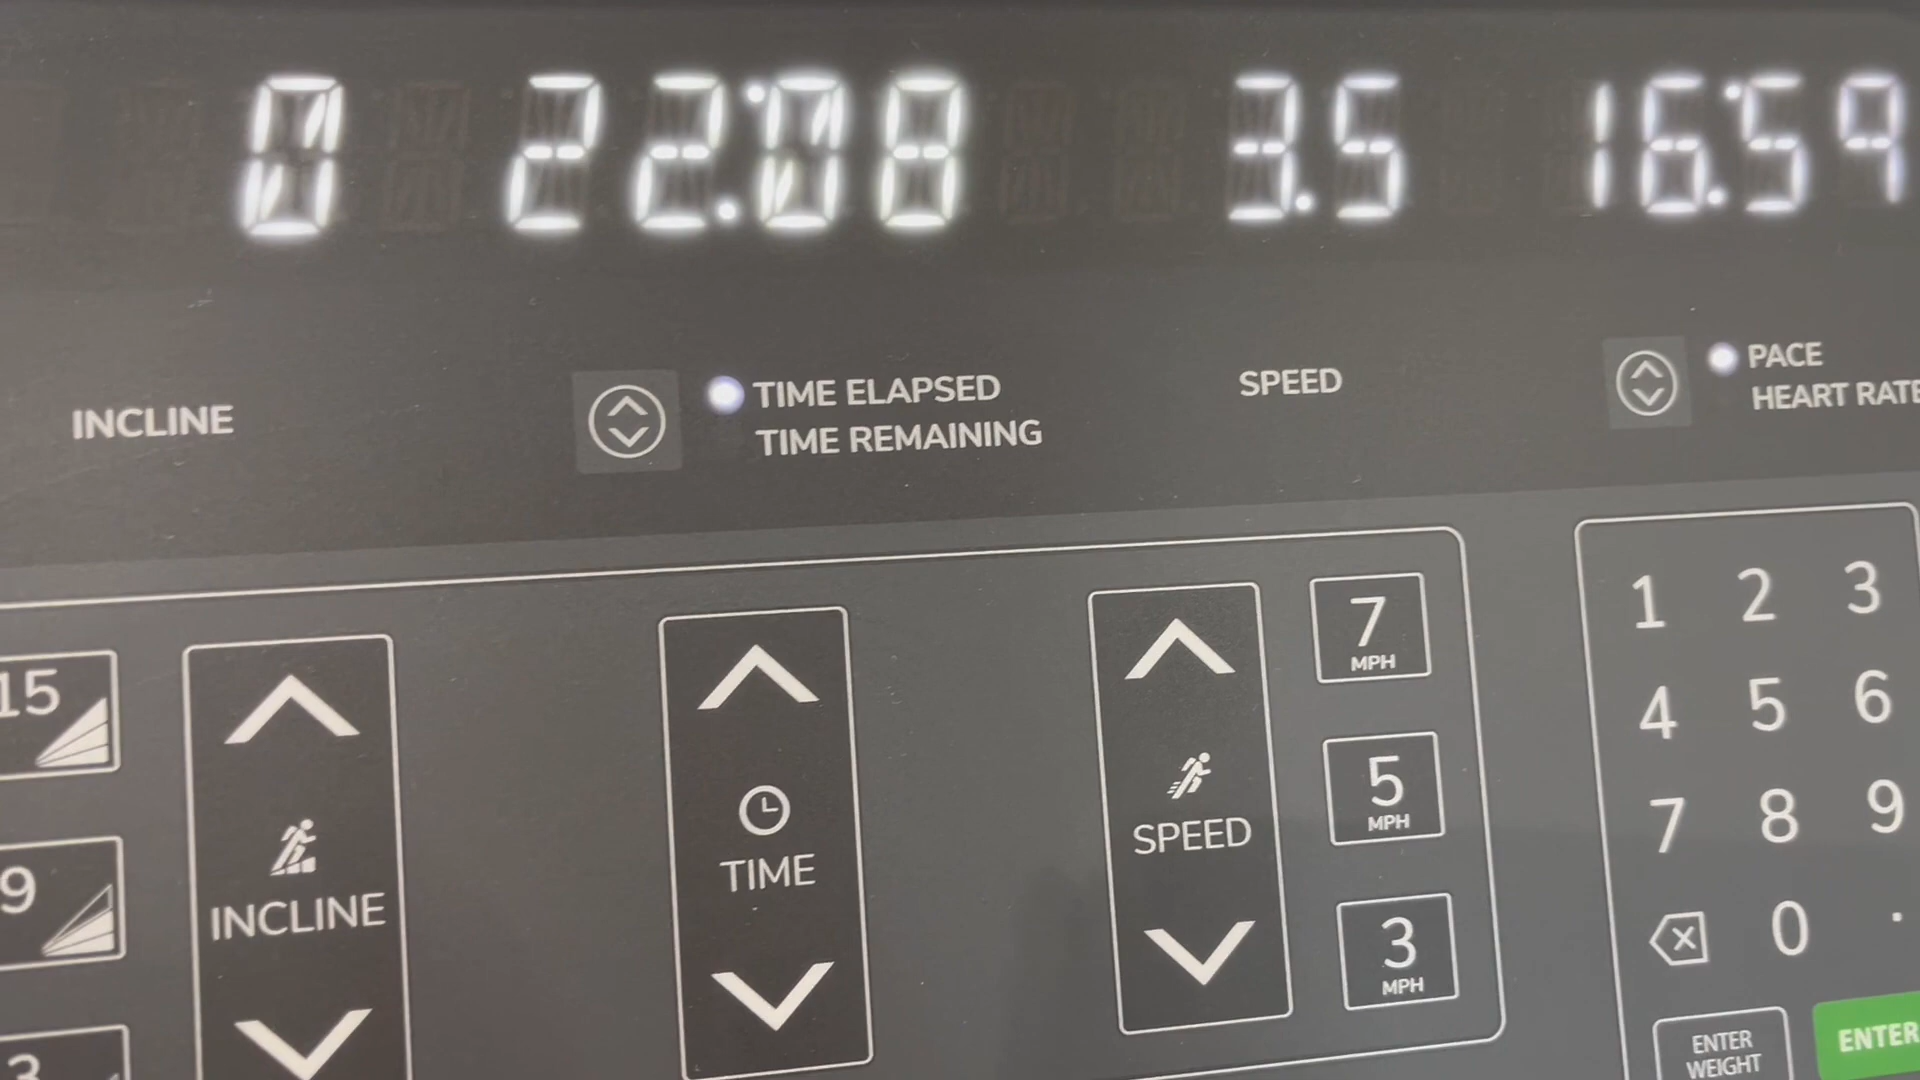 0 22:08 3.5 16:59
INCLINE
TIME ELAPSED
TIME REMAINING
SPEED
PACE
HEART RATE
15
9
3
INCLINE
TIME
SPEED
7
MPH
5
MPH
3
MPH
1 2 3
4 5 6
7 8 9
0 .
ENTER
WEIGHT
ENTER